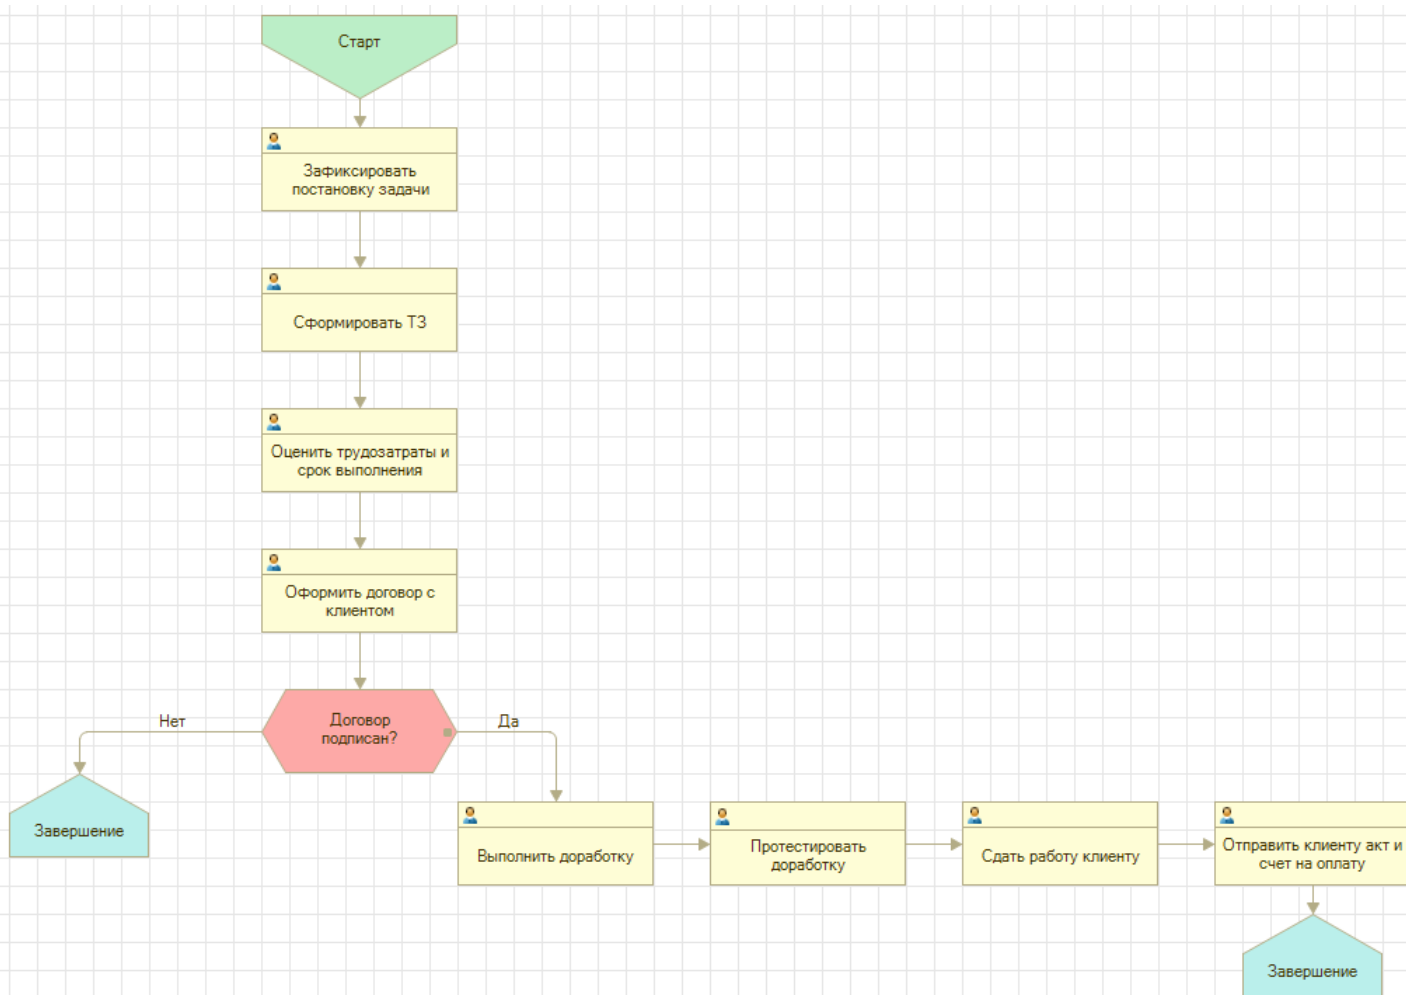 Старт
Зафиксировать
постановку задачи
Сформировать ТЗ
Оценить трудозатраты и
срок выполнения
Оформить договор с
клиентом
Договор
подписан?
Нет
Да
Завершение
Выполнить доработку
Протестировать
доработку
Сдать работу клиенту
Отправить клиенту акт и
счет на оплату
Завершение